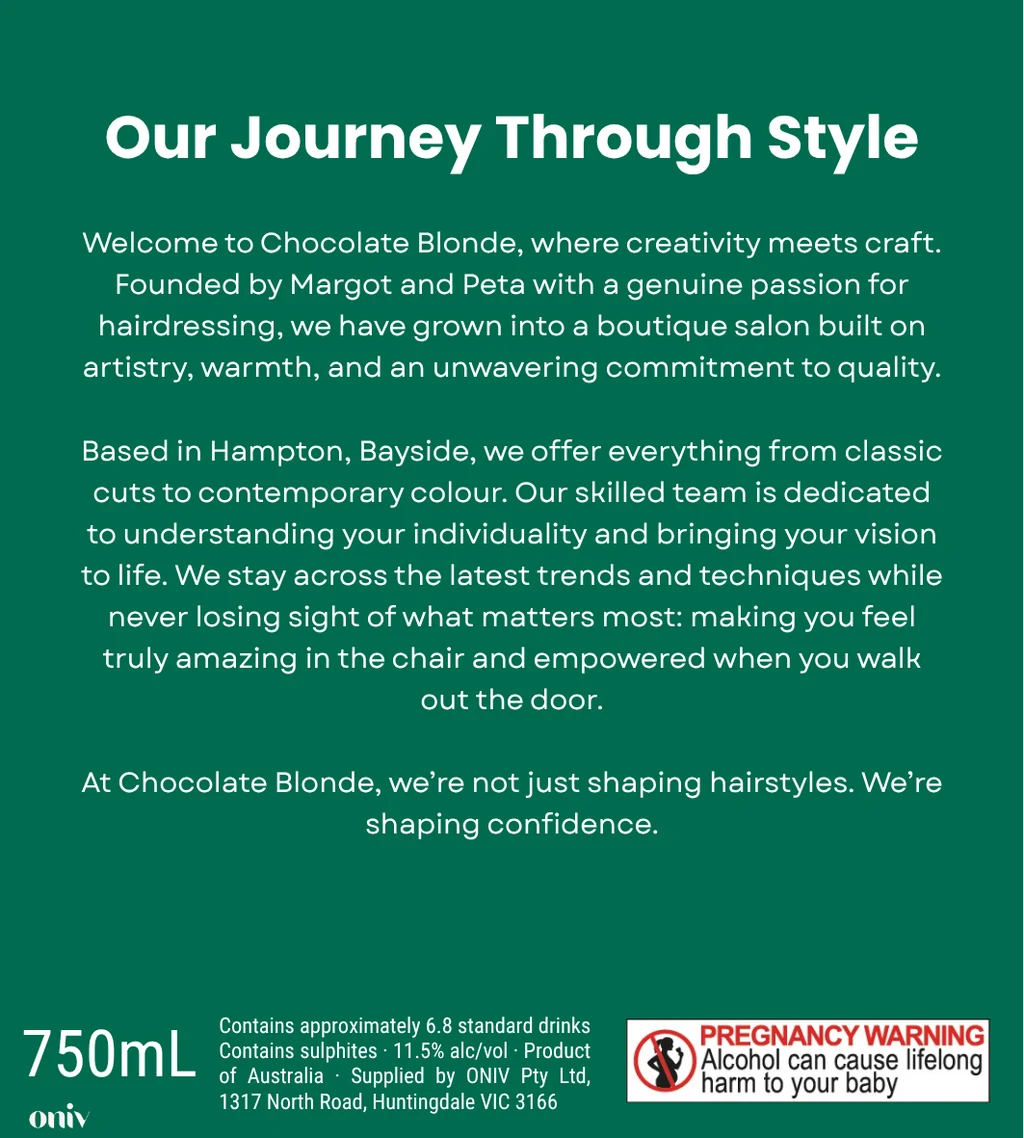 Our Journey Through Style
Welcome to Chocolate Blonde, where creativity meets craft.
Founded by Margot and Peta with a genuine passion for
hairdressing, we have grown into a boutique salon built on
artistry, warmth, and an unwavering commitment to quality.
Based in Hampton, Bayside, we offer everything from classic
cuts to contemporary colour. Our skilled team is dedicated
to understanding your individuality and bringing your vision
to life. We stay across the latest trends and techniques while
never losing sight of what matters most: making you feel
truly amazing in the chair and empowered when you walk
out the door.
At Chocolate Blonde, we’re not just shaping hairstyles. We’re
shaping confidence.
750mL
oniv
Contains approximately 6.8 standard drinks
Contains sulphites · 11.5% alc/vol · Product
of Australia · Supplied by ONIV Pty Ltd,
1317 North Road, Huntingdale VIC 3166
PREGNANCY WARNING
Alcohol can cause lifelong
harm to your baby